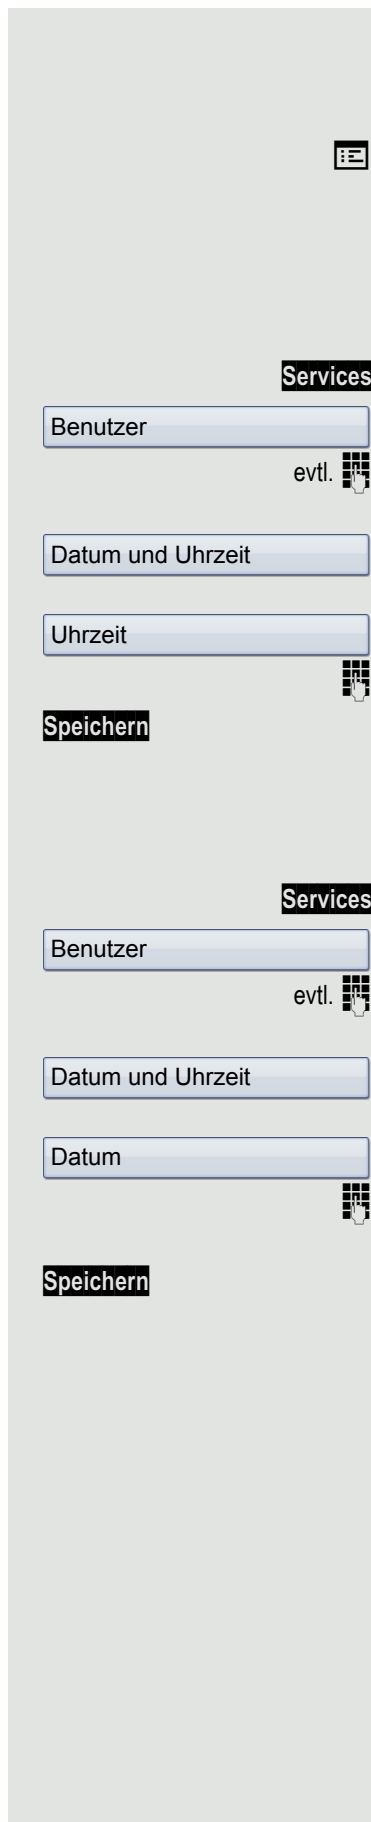 Services
Benutzer
evtl.
Datum und Uhrzeit
Uhrzeit
Speichern
Services
Benutzer
evtl.
Datum und Uhrzeit
Datum
Speichern